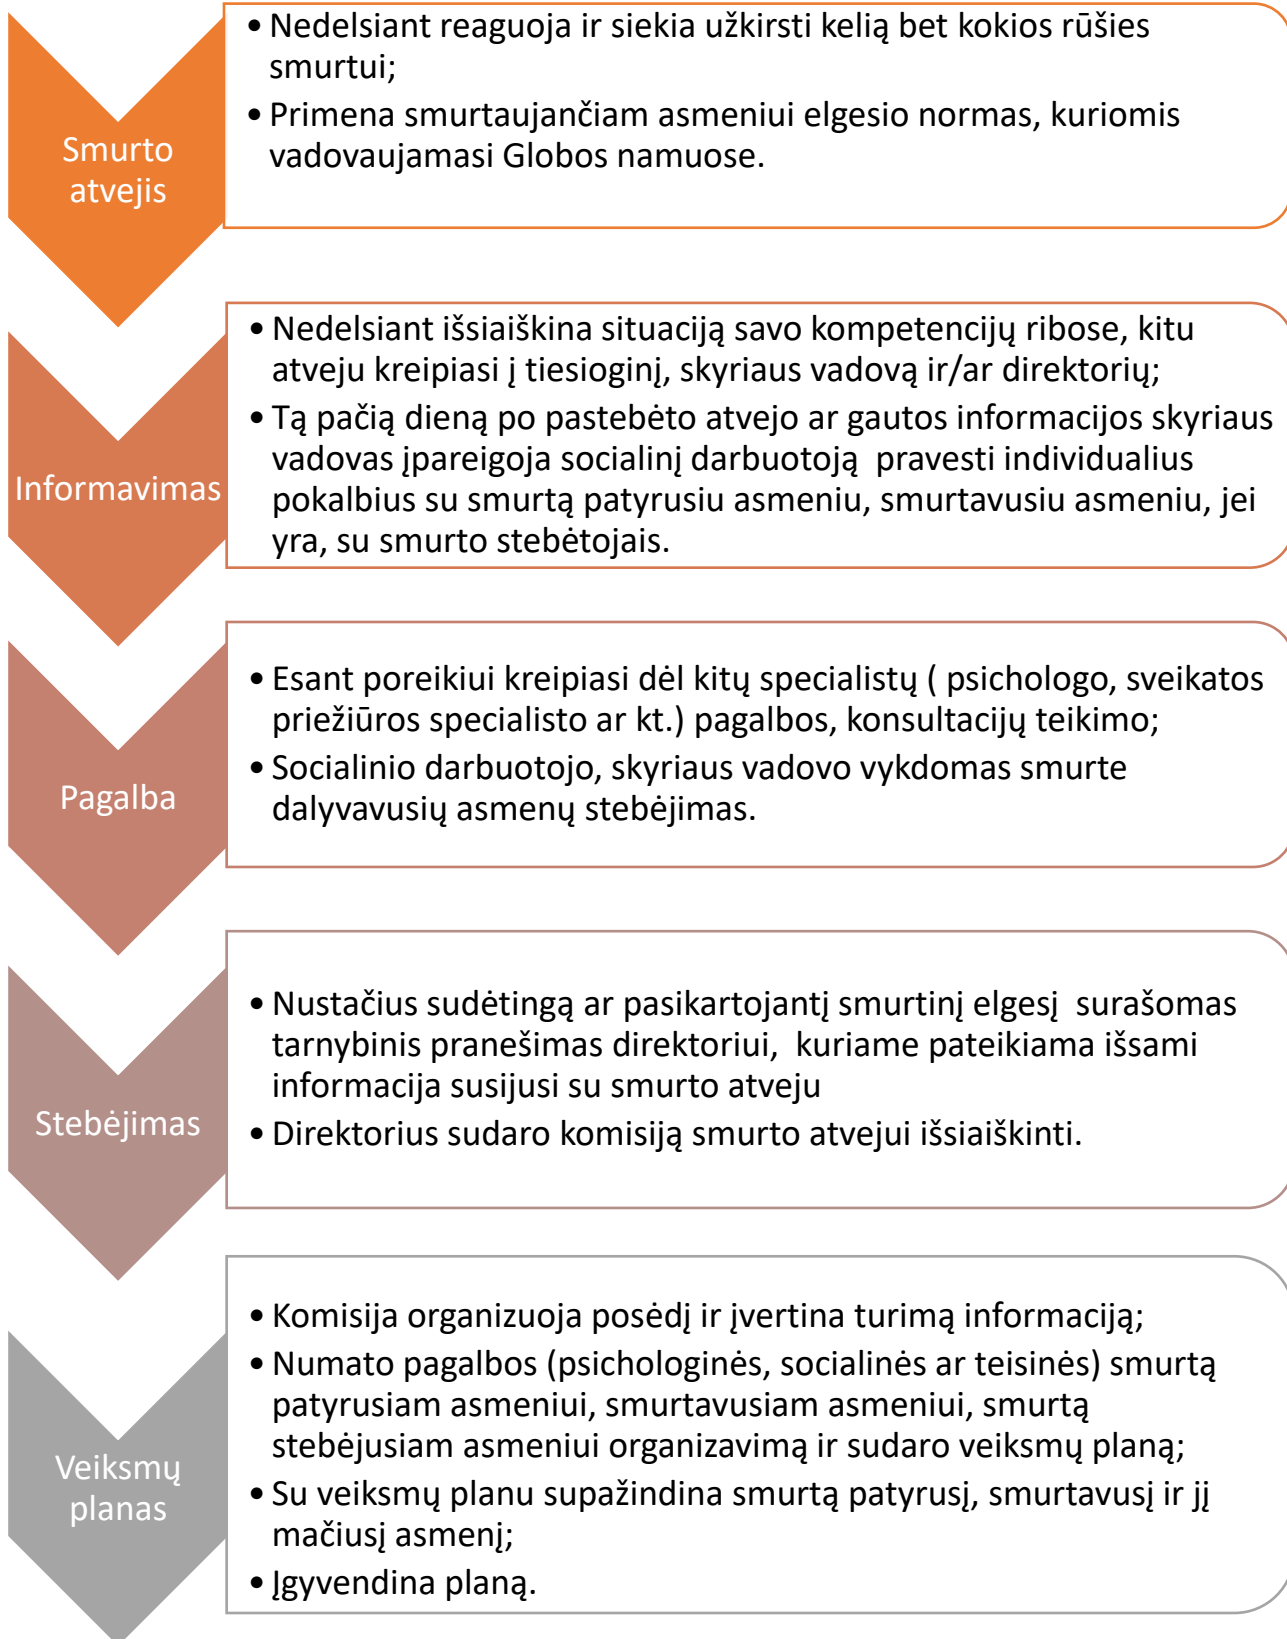 Smurto
atvejis
• Nedelsiant reaguoja ir siekia užkirsti kelią bet kokios rūšies
smurtui;
• Primena smurtaujančiam asmeniui elgesio normas, kuriomis
vadovaujamasi Globos namuose.
Informavimas
• Nedelsiant išsiaiškina situaciją savo kompetencijų ribose, kitu
atveju kreipiasi į tiesioginį, skyriaus vadovą ir/ar direktorių;
• Tą pačią dieną po pastebėto atvejo ar gautos informacijos skyriaus
vadovas įpareigoja socialinį darbuotoją  pravesti individualius
pokalbius su smurtą patyrusiu asmeniu, smurtavusiu asmeniu, jei
yra, su smurto stebėtojais.
Pagalba
• Esant poreikiui kreipiasi dėl kitų specialistų ( psichologo, sveikatos
priežiūros specialisto ar kt.) pagalbos, konsultacijų teikimo;
• Socialinio darbuotojo, skyriaus vadovo vykdomas smurte
dalyvavusių asmenų stebėjimas.
Stebėjimas
• Nustačius sudėtingą ar pasikartojantį smurtinį elgesį  surašomas
tarnybinis pranešimas direktoriui,  kuriame pateikiama išsami
informacija susijusi su smurto atveju
• Direktorius sudaro komisiją smurto atvejui išsiaiškinti.
Veiksmų
planas
• Komisija organizuoja posėdį ir įvertina turimą informaciją;
• Numato pagalbos (psichologinės, socialinės ar teisinės) smurtą
patyrusiam asmeniui, smurtavusiam asmeniui, smurtą
stebėjusiam asmeniui organizavimą ir sudaro veiksmų planą;
• Su veiksmų planu supažindina smurtą patyrusį, smurtavusį ir jį
mačiusį asmenį;
• Įgyvendina planą.